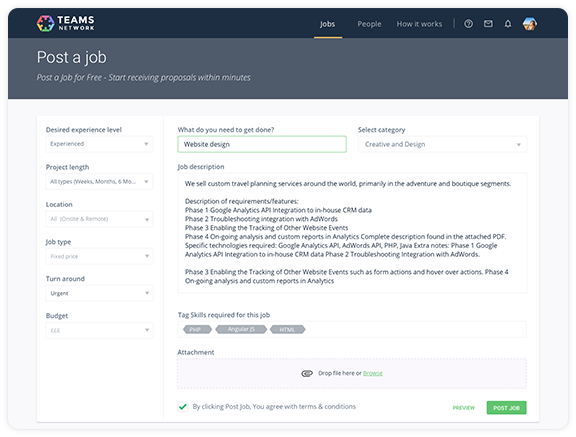 TEAMS
NETWORK
Jobs
People
How it works
Post a job
Post a Job for Free - Start receiving proposals within minutes
Desired experience level
Experienced
Project length
All types (Weeks, Months, 6 Mo...
Location
All (Onsite & Remote)
Job type
Fixed price
Turn around
Urgent
Budget
£££
What do you need to get done?
Website design
Select category
Creative and Design
Job description
We sell custom travel planning services around the world, primarily in the adventure and boutique segments.
Description of requirements/features:
Phase 1 Google Analytics API Integration to in-house CRM data
Phase 2 Troubleshooting integration with AdWords
Phase 3 Enabling the Tracking of Other Website Events
Phase 4 On-going analysis and custom reports in Analytics Complete description found in the attached PDF.
Specific technologies required: Google Analytics API, AdWords API, PHP, Java Extra notes: Phase 1 Google
Analytics API Integration to in-house CRM data Phase 2 Troubleshooting Integration with AdWords.
Phase 3 Enabling the Tracking of Other Website Events such as form actions and hover over actions. Phase 4
On-going analysis and custom reports in Analytics
Tag Skills required for this job
PHP
Angular JS
HTML
Attachment
Drop file here or Browse
By clicking Post Job, You agree with terms & conditions
PREVIEW
POST JOB